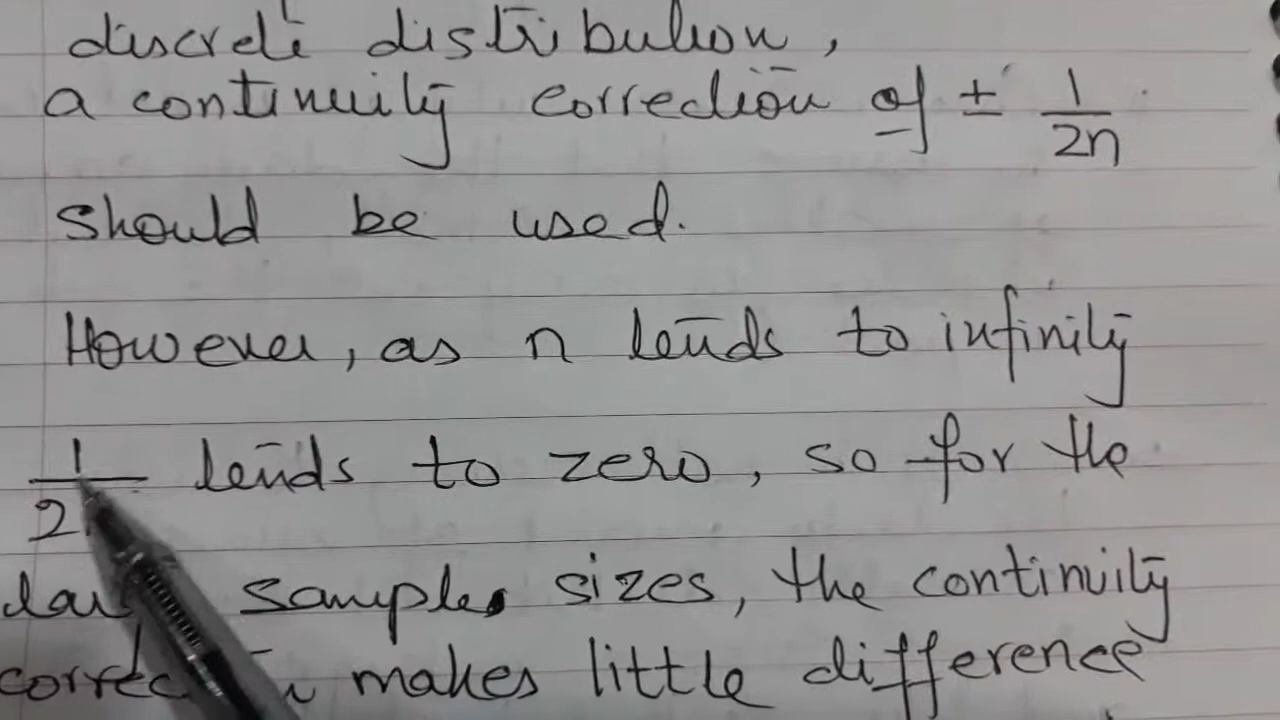 discrete distribution,
a continuity correction of ± 1/2n
should be used.
However, as n tends to infinity
1/2 tends to zero, so for the
samples sizes, the continuity
makes little difference